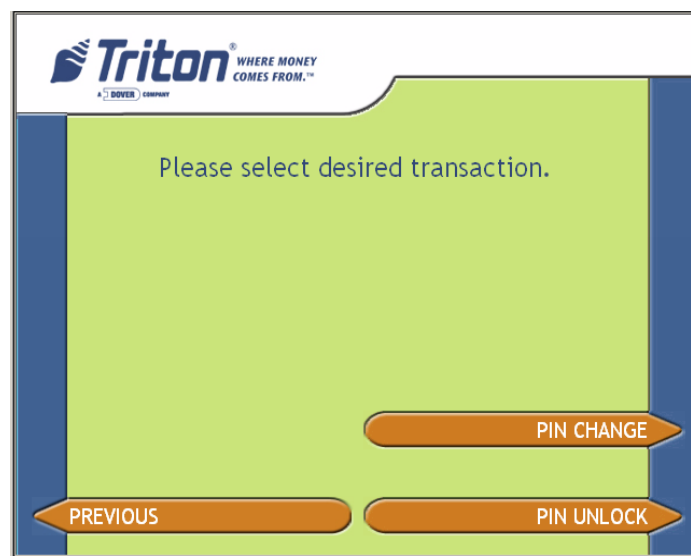 Triton® WHERE MONEY
COMES FROM.™
A DOVER COMPANY
Please select desired transaction.
PIN CHANGE
PREVIOUS
PIN UNLOCK